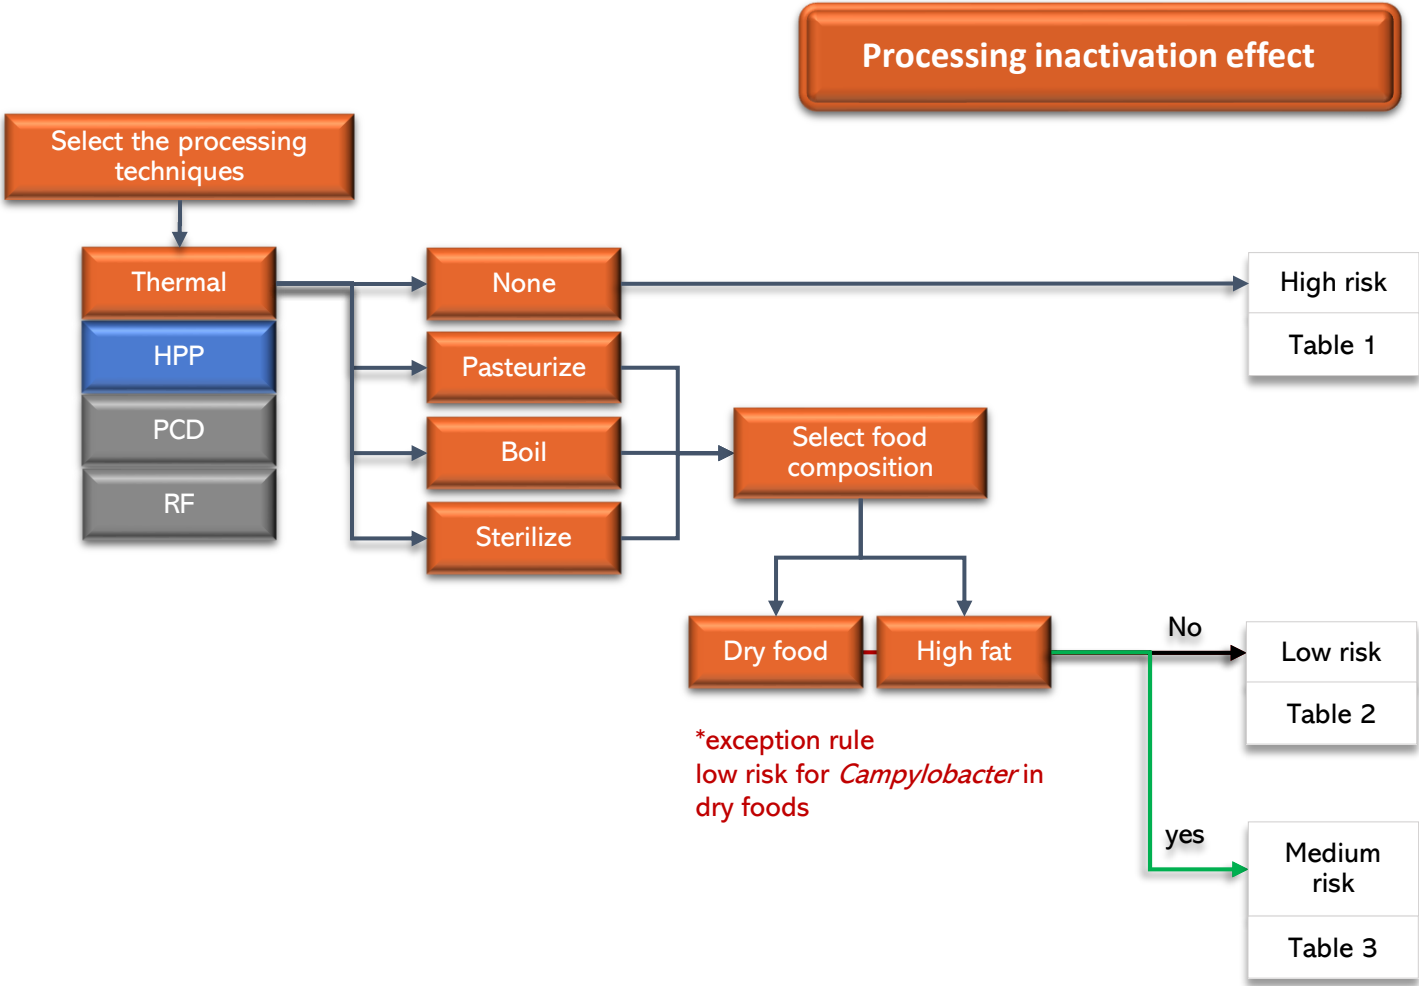 Processing inactivation effect
Select the processing
techniques
Thermal
HPP
PCD
RF
None
Pasteurize
Boil
Sterilize
Select food
composition
Dry food
High fat
*exception rule
low risk for Campylobacter in
dry foods
No
yes
High risk
Table 1
Low risk
Table 2
Medium
risk
Table 3